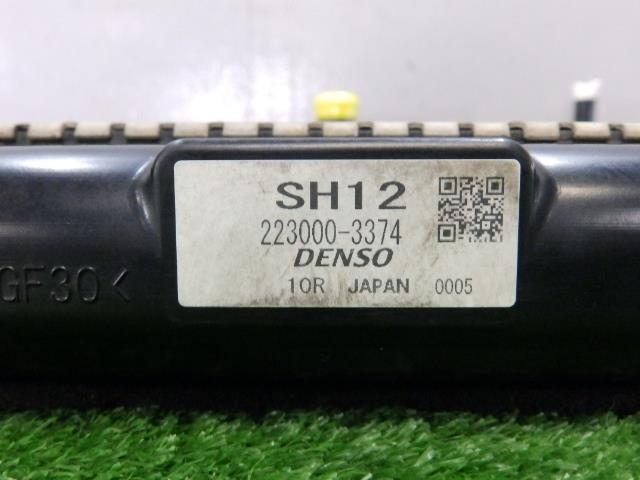 SH12
223000-3374
DENSO
10R JAPAN 0005
GF30<